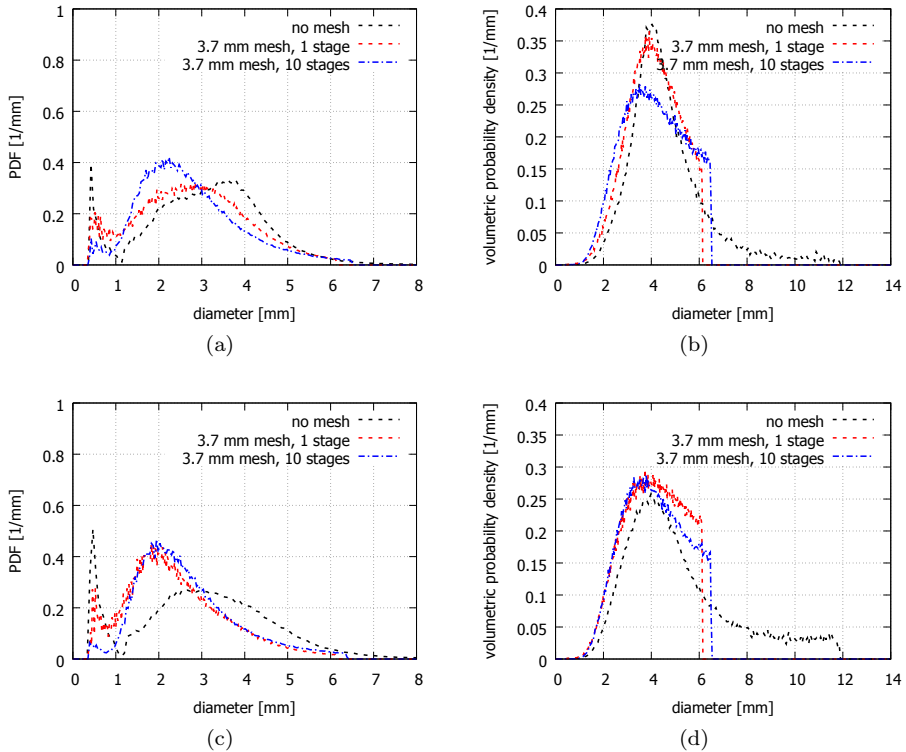 1
0.8
0.6
0.4
0.2
0
PDF [1/mm]
no mesh
3.7 mm mesh, 1 stage
3.7 mm mesh, 10 stages
0 1 2 3 4 5 6 7 8
diameter [mm]
(a)
0.4
0.35
0.3
0.25
0.2
0.15
0.1
0.05
0
volumetric probability density [1/mm]
no mesh
3.7 mm mesh, 1 stage
3.7 mm mesh, 10 stages
0 2 4 6 8 10 12 14
diameter [mm]
(b)
1
0.8
0.6
0.4
0.2
0
PDF [1/mm]
no mesh
3.7 mm mesh, 1 stage
3.7 mm mesh, 10 stages
0 1 2 3 4 5 6 7 8
diameter [mm]
(c)
0.4
0.35
0.3
0.25
0.2
0.15
0.1
0.05
0
volumetric probability density [1/mm]
no mesh
3.7 mm mesh, 1 stage
3.7 mm mesh, 10 stages
0 2 4 6 8 10 12 14
diameter [mm]
(d)